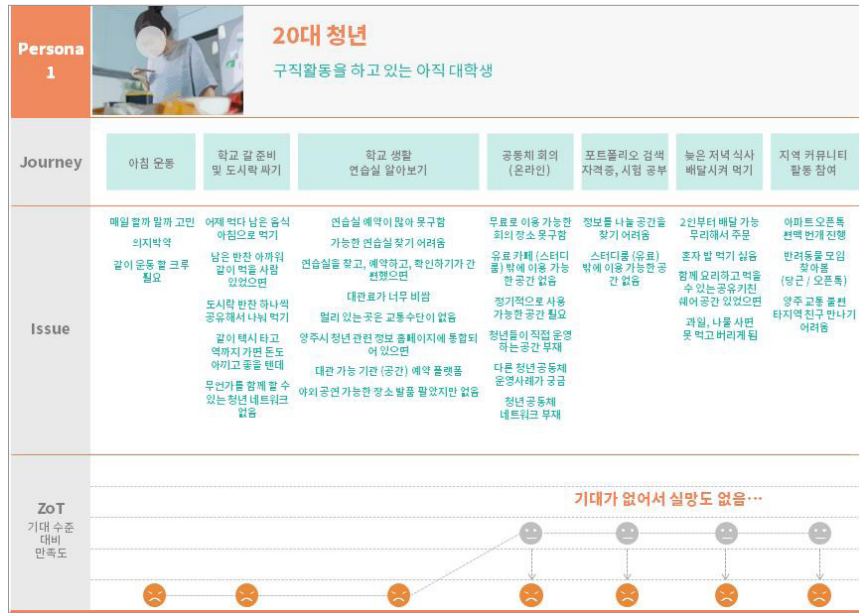 Persona
1
20대 청년
구직활동을 하고 있는 아직 대학생
Journey
아침 운동
학교 갈 준비
및 도시락 싸기
학교 생활
연습실 알아보기
공동체 회의
(온라인)
포트폴리오 검색
자격증, 시험 공부
늦은 저녁 식사
배달시켜 먹기
지역 커뮤니티
활동 참여
Issue
매일 할까 말까 고민
의지박약
같이 운동 할 크루
필요
어제 먹다 남은 음식
아침으로 먹기
남은 반찬 아까워
같이 먹을 사람
있었으면
도시락 반찬 하나씩
공유해서 나눠 먹기
같이 택시 타고
역까지 가면 돈도
아끼고 좋을 텐데
무언가를 함께 할 수
있는 청년 네트워크
없음
연습실 예약이 많아 못구함
가능한 연습실 찾기 어려움
연습실을 찾고, 예약하고, 확인하기가 간
편했으면
대관료가 너무 비쌈
멀리 있는 곳은 교통수단이 없음
양주시 청년 관련 정보 홈페이지에 통합되
어 있으면
대관 가능 기관 (공간) 예약 플랫폼
야외 공연 가능한 장소 발품 팔았지만 없음
무료로 이용 가능한
회의 장소 못구함
유료 카페 (스터디
룸) 밖에 이용 가능
한 공간 없음
정기적으로 사용
가능한 공간 필요
청년들이 직접 운영
하는 공간 부재
다른 청년 공동체
운영사례가 궁금
청년 공동체
네트워크 부재
정보를 나눌 공간을
찾기 어려움
스터디룸 (유료)
밖에 이용 가능한 공
간 없음
2인부터 배달 가능
무리해서 주문
혼자 밥 먹기 싫음
함께 요리하고 먹을
수 있는 공유키친
쉐어 공간 있었으면
과일, 나물 사면
못 먹고 버리게 됨
아파트 오픈톡
편맥 번개 진행
반려동물 모임
찾아봄
(당근 / 오픈톡)
양주 교통 불편
타지역 친구 만나기
어려움
ZoT
기대 수준
대비
만족도
기대가 없어서 실망도 없음…